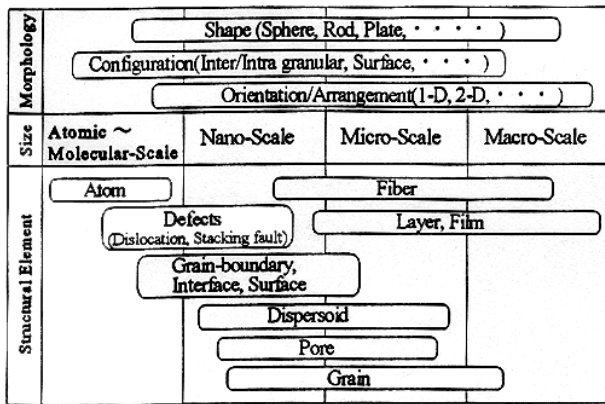 Morphology
Shape (Sphere, Rod, Plate, · · · · )
Configuration(Inter/Intra granular, Surface, · · · · )
Orientation/Arrangement(1-D, 2-D, · · · · )
Size
Atomic ～
Molecular-Scale
Nano-Scale
Micro-Scale
Macro-Scale
Structural Element
Atom
Fiber
Defects
(Dislocation, Stacking fault)
Layer, Film
Grain-boundary,
Interface, Surface
Dispersoid
Pore
Grain